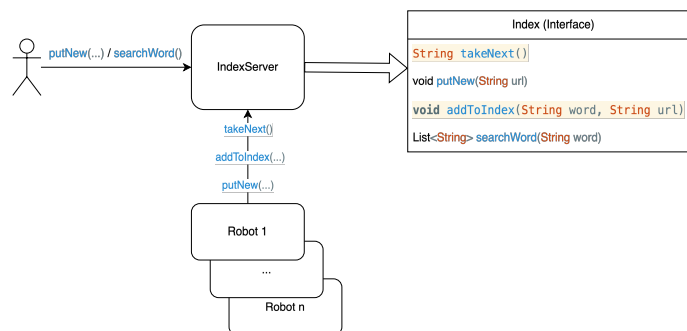 putNew(...) / searchWord()
IndexServer
Index (Interface)
String takeNext()
void putNew(String url)
void addToIndex(String word, String url)
List<String> searchWord(String word)
takeNext()
addToIndex(...)
putNew(...)
Robot 1
...
Robot n